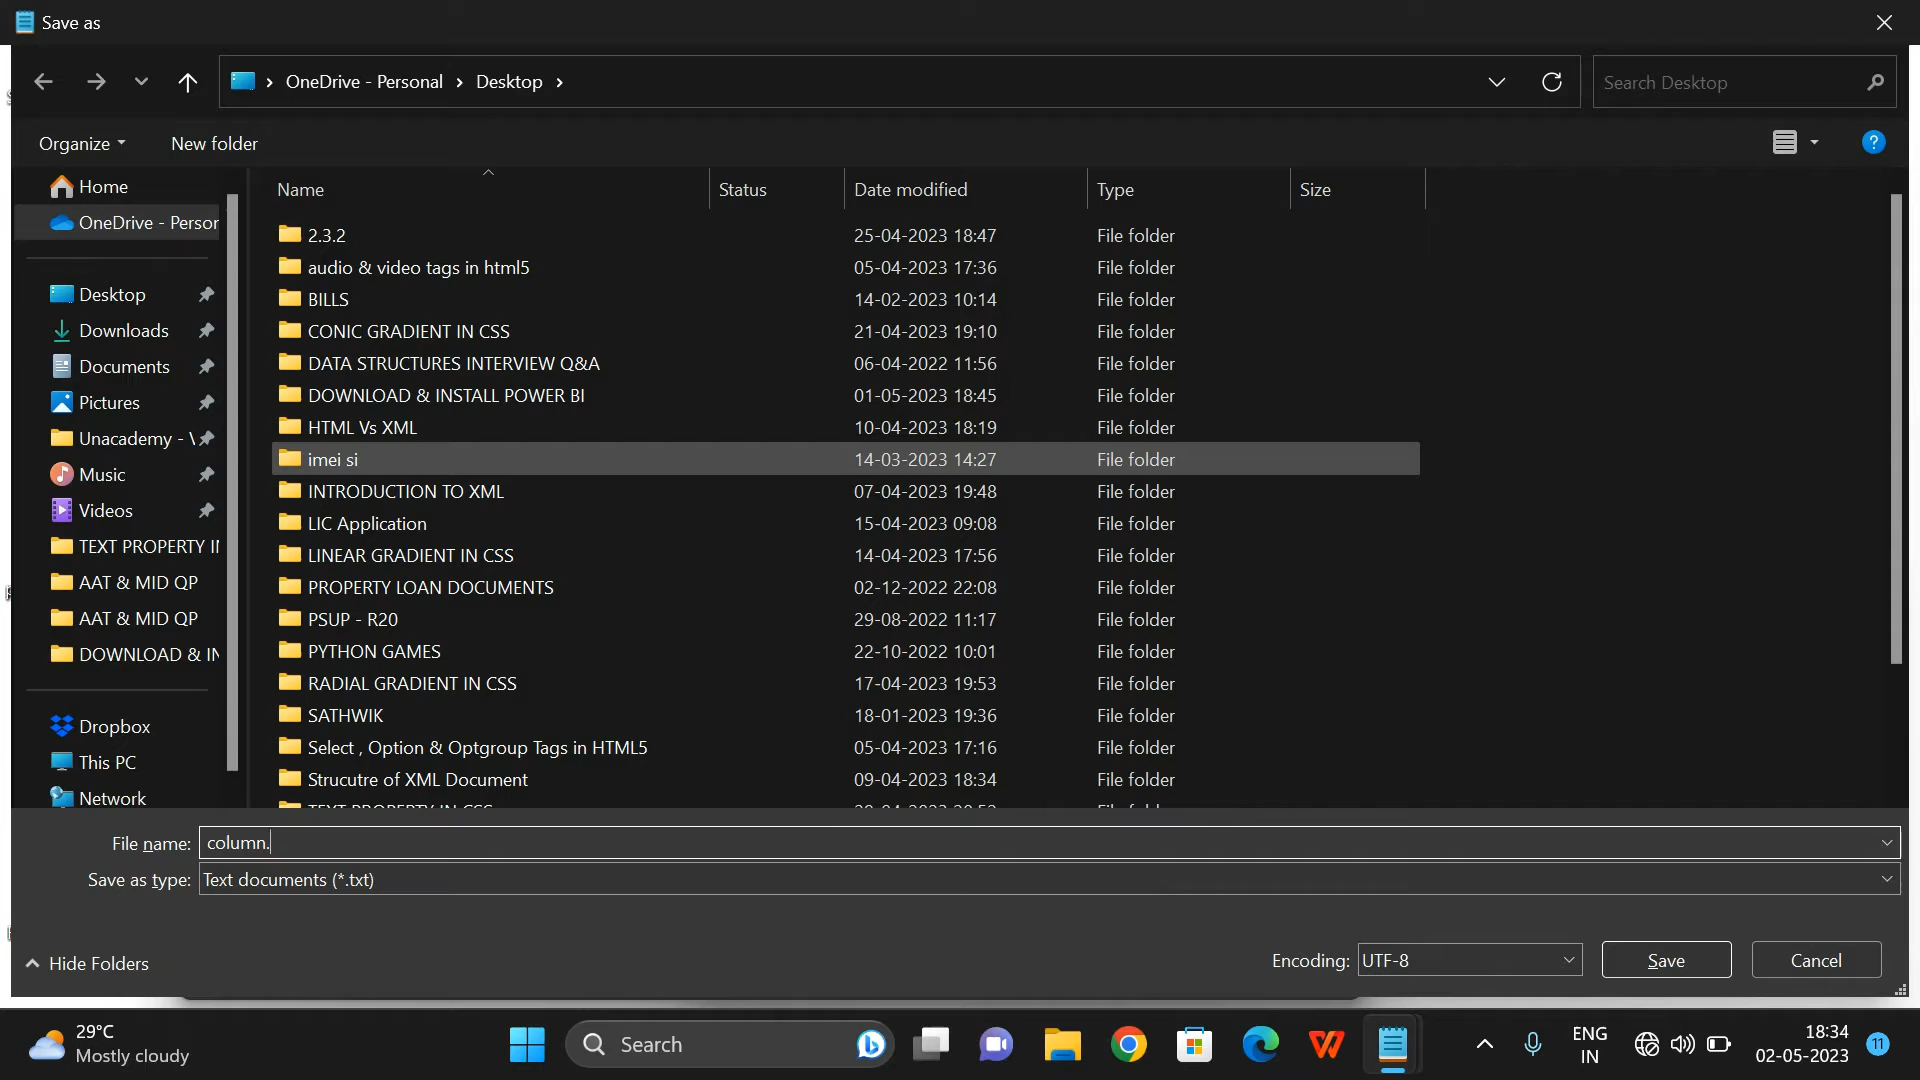 Save as
OneDrive - Personal
Desktop
Search Desktop
Organize
New folder
Home
OneDrive - Person
Desktop
Downloads
Documents
Pictures
Unacademy - V
Music
Videos
TEXT PROPERTY IN
AAT & MID QP
AAT & MID QP
DOWNLOAD & IN
Dropbox
This PC
Network
Name Status Date modified Type Size
2.3.2 25-04-2023 18:47 File folder
audio & video tags in html5 05-04-2023 17:36 File folder
BILLS 14-02-2023 10:14 File folder
CONIC GRADIENT IN CSS 21-04-2023 19:10 File folder
DATA STRUCTURES INTERVIEW Q&A 06-04-2022 11:56 File folder
DOWNLOAD & INSTALL POWER BI 01-05-2023 18:45 File folder
HTML Vs XML 10-04-2023 18:19 File folder
imei si 14-03-2023 14:27 File folder
INTRODUCTION TO XML 07-04-2023 19:48 File folder
LIC Application 15-04-2023 09:08 File folder
LINEAR GRADIENT IN CSS 14-04-2023 17:56 File folder
PROPERTY LOAN DOCUMENTS 02-12-2022 22:08 File folder
PSUP - R20 29-08-2022 11:17 File folder
PYTHON GAMES 22-10-2022 10:01 File folder
RADIAL GRADIENT IN CSS 17-04-2023 19:53 File folder
SATHWIK 18-01-2023 19:36 File folder
Select , Option & Optgroup Tags in HTML5 05-04-2023 17:16 File folder
Strucutre of XML Document 09-04-2023 18:34 File folder
TEXT PROPERTY IN CSS
File name: column.
Save as type: Text documents (*.txt)
Hide Folders
Encoding: UTF-8 Save Cancel
29°C
Mostly cloudy
Search
ENG
IN
18:34
02-05-2023
11